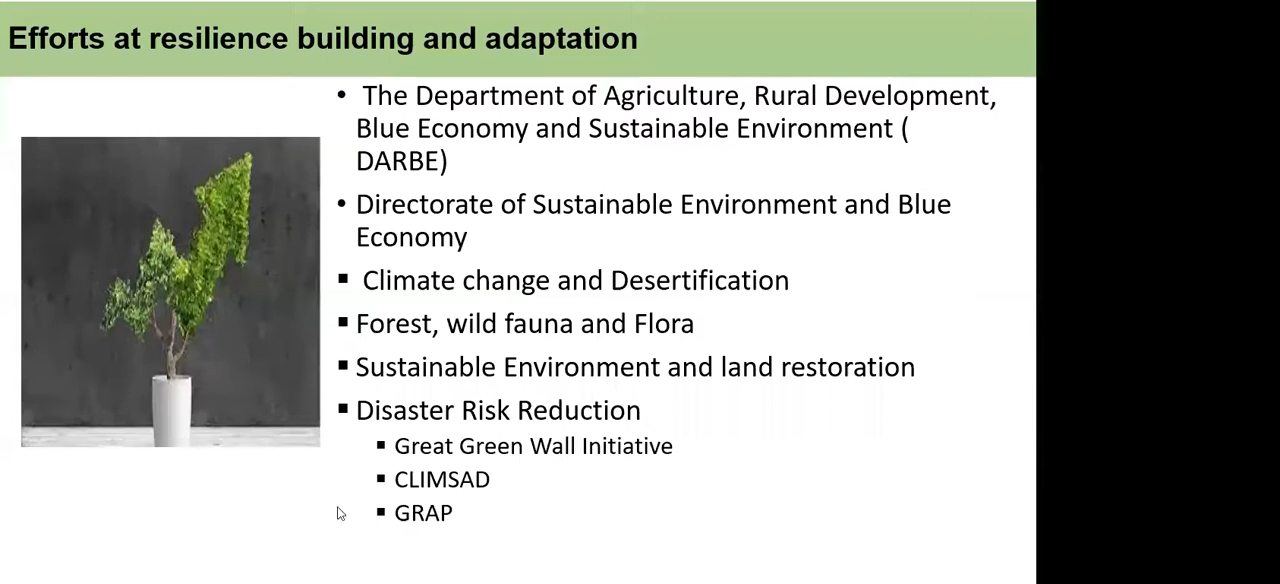 Efforts at resilience building and adaptation
• The Department of Agriculture, Rural Development,
Blue Economy and Sustainable Environment (
DARBE)
• Directorate of Sustainable Environment and Blue
Economy
▪ Climate change and Desertification
▪ Forest, wild fauna and Flora
▪ Sustainable Environment and land restoration
▪ Disaster Risk Reduction
▪ Great Green Wall Initiative
▪ CLIMSAD
▪ GRAP